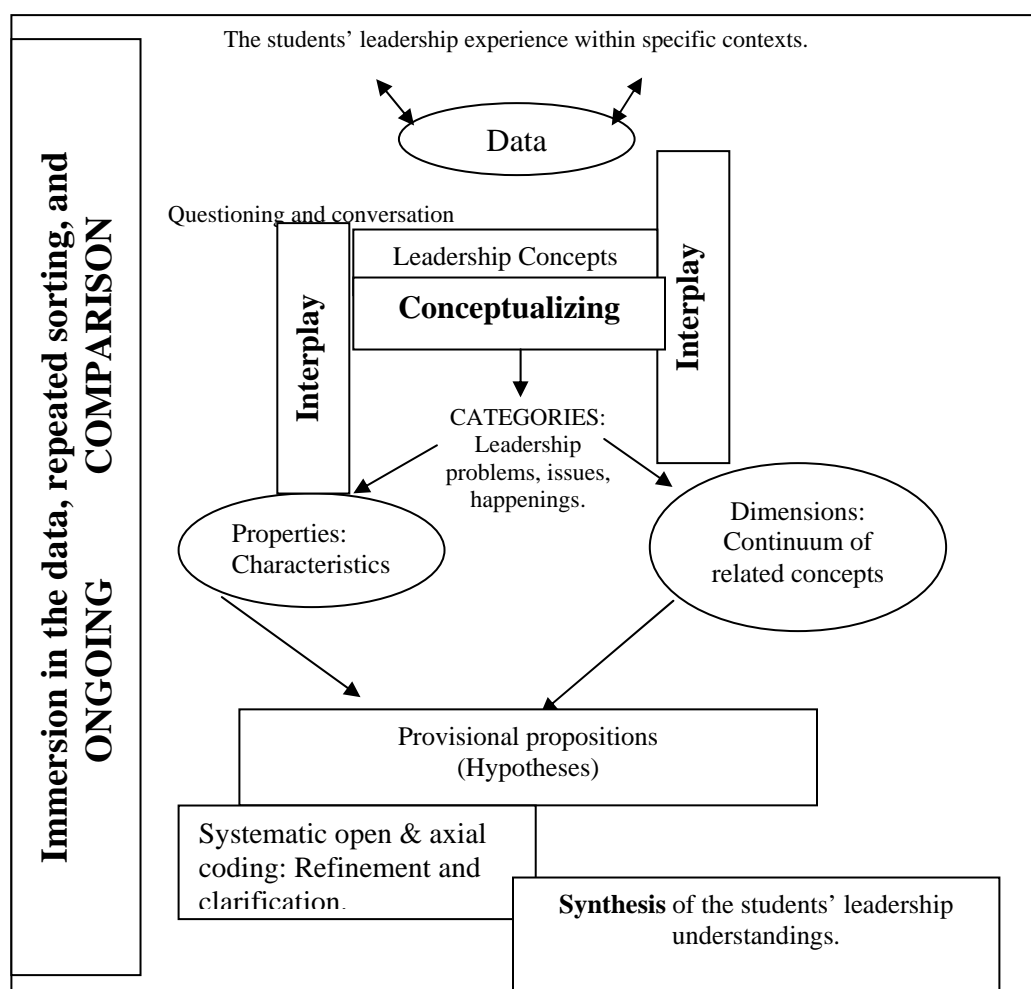 The students’ leadership experience within specific contexts.
Data
Questioning and conversation
Leadership Concepts
Conceptualizing
Interplay
Interplay
CATEGORIES:
Leadership
problems, issues,
happenings.
Properties:
Characteristics
Dimensions:
Continuum of
related concepts
Provisional propositions
(Hypotheses)
Systematic open & axial
coding: Refinement and
clarification.
Synthesis of the students’ leadership
understandings.
Immersion in the data, repeated sorting, and
ONGOING COMPARISON